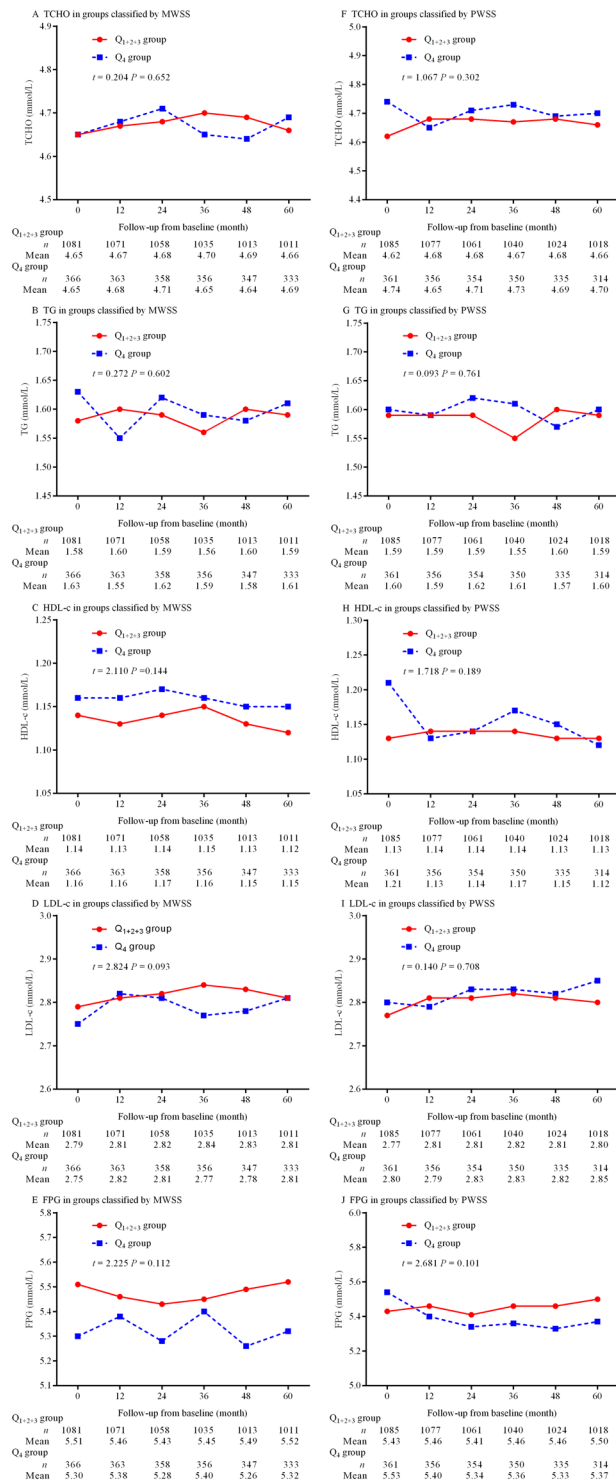 A TCHO in groups classified by MWSS
4.9
4.8
4.7
4.6
4.5
TCHO (mmol/L)
Q1+2+3 group
Q4 group
t = 0.204 P = 0.652
0 12 24 36 48 60
Follow-up from baseline (month)
Q1+2+3 group
n 1081 1071 1058 1035 1013 1011
Mean 4.65 4.67 4.68 4.70 4.69 4.66
Q4 group
n 366 363 358 356 347 333
Mean 4.65 4.68 4.71 4.65 4.64 4.69
B TG in groups classified by MWSS
1.75
1.70
1.65
1.60
1.55
1.50
1.45
TG (mmol/L)
Q1+2+3 group
Q4 group
t = 0.272 P = 0.602
0 12 24 36 48 60
Follow-up from baseline (month)
Q1+2+3 group
n 1081 1071 1058 1035 1013 1011
Mean 1.58 1.60 1.59 1.56 1.60 1.59
Q4 group
n 366 363 358 356 347 333
Mean 1.63 1.55 1.62 1.59 1.58 1.61
C HDL-c in groups classified by MWSS
1.25
1.20
1.15
1.10
1.05
HDL-c (mmol/L)
Q1+2+3 group
Q4 group
t = 2.110 P =0.144
0 12 24 36 48 60
Follow-up from baseline (month)
Q1+2+3 group
n 1081 1071 1058 1035 1013 1011
Mean 1.14 1.13 1.14 1.15 1.13 1.12
Q4 group
n 366 363 358 356 347 333
Mean 1.16 1.16 1.17 1.16 1.15 1.15
D LDL-c in groups classified by MWSS
3.0
2.9
2.8
2.7
2.6
LDL-c (mmol/L)
Q1+2+3 group
Q4 group
t = 2.824 P = 0.093
0 12 24 36 48 60
Follow-up from baseline (month)
Q1+2+3 group
n 1081 1071 1058 1035 1013 1011
Mean 2.79 2.81 2.82 2.84 2.83 2.81
Q4 group
n 366 363 358 356 347 333
Mean 2.75 2.82 2.81 2.77 2.78 2.81
E FPG in groups classified by MWSS
5.8
5.7
5.6
5.5
5.4
5.3
5.2
5.1
FPG (mmol/L)
Q1+2+3 group
Q4 group
t = 2.225 P = 0.112
0 12 24 36 48 60
Follow-up from baseline (month)
Q1+2+3 group
n 1081 1071 1058 1035 1013 1011
Mean 5.51 5.46 5.43 5.45 5.49 5.52
Q4 group
n 366 363 358 356 347 333
Mean 5.30 5.38 5.28 5.40 5.26 5.32
F TCHO in groups classified by PWSS
5.0
4.9
4.8
4.7
4.6
4.5
4.4
TCHO (mmol/L)
Q1+2+3 group
Q4 group
t = 1.067 P = 0.302
0 12 24 36 48 60
Follow-up from baseline (month)
Q1+2+3 group
n 1085 1077 1061 1040 1024 1018
Mean 4.62 4.68 4.68 4.67 4.68 4.66
Q4 group
n 361 356 354 350 335 314
Mean 4.74 4.65 4.71 4.73 4.69 4.70
G TG in groups classified by PWSS
1.75
1.70
1.65
1.60
1.55
1.50
1.45
TG (mmol/L)
Q1+2+3 group
Q4 group
t = 0.093 P = 0.761
0 12 24 36 48 60
Follow-up from baseline (month)
Q1+2+3 group
n 1085 1077 1061 1040 1024 1018
Mean 1.59 1.59 1.59 1.55 1.60 1.59
Q4 group
n 361 356 354 350 335 314
Mean 1.60 1.59 1.62 1.61 1.57 1.60
H HDL-c in groups classified by PWSS
1.30
1.25
1.20
1.15
1.10
1.05
HDL-c (mmol/L)
Q1+2+3 group
Q4 group
t = 1.718 P = 0.189
0 12 24 36 48 60
Follow-up from baseline (month)
Q1+2+3 group
n 1085 1077 1061 1040 1024 1018
Mean 1.13 1.14 1.14 1.14 1.13 1.13
Q4 group
n 361 356 354 350 335 314
Mean 1.21 1.13 1.14 1.17 1.15 1.12
I LDL-c in groups classified by PWSS
3.0
2.9
2.8
2.7
2.6
LDL-c (mmol/L)
Q1+2+3 group
Q4 group
t = 0.140 P = 0.708
0 12 24 36 48 60
Follow-up from baseline (month)
Q1+2+3 group
n 1085 1077 1061 1040 1024 1018
Mean 2.77 2.81 2.81 2.82 2.81 2.80
Q4 group
n 361 356 354 350 335 314
Mean 2.80 2.79 2.83 2.83 2.82 2.85
J FPG in groups classified by PWSS
6.0
5.8
5.6
5.4
5.2
5.0
FPG (mmol/L)
Q1+2+3 group
Q4 group
t = 2.681 P = 0.101
0 12 24 36 48 60
Follow-up from baseline (month)
Q1+2+3 group
n 1085 1077 1061 1040 1024 1018
Mean 5.43 5.46 5.41 5.46 5.46 5.50
Q4 group
n 361 356 354 350 335 314
Mean 5.53 5.40 5.34 5.36 5.33